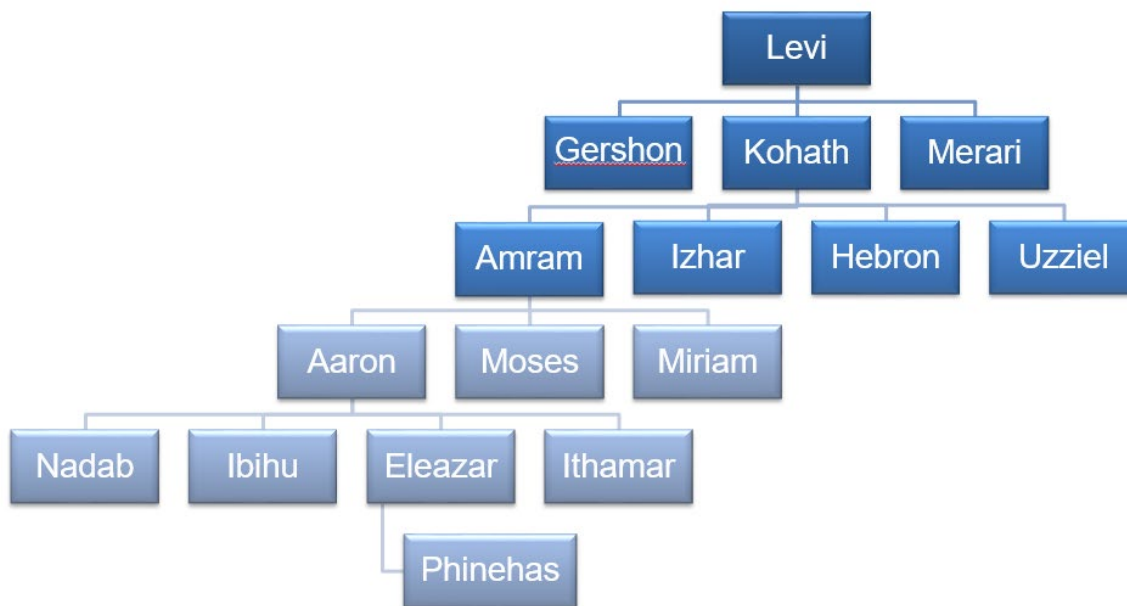 Levi
Gershon Kohath Merari
Amram Izhar Hebron Uzziel
Aaron Moses Miriam
Nadab Ibihu Eleazar Ithamar
Phinehas